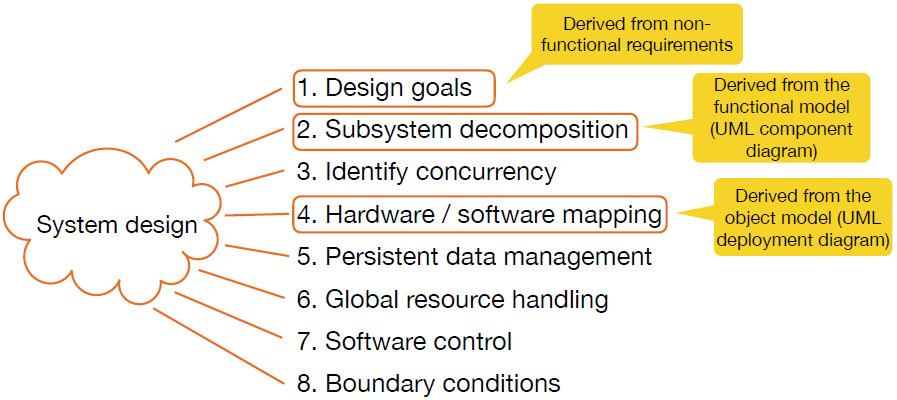 Derived from non-
functional requirements
1. Design goals
Derived from the
functional model
(UML component
diagram)
2. Subsystem decomposition
3. Identify concurrency
System design
4. Hardware / software mapping
Derived from the
object model (UML
deployment diagram)
5. Persistent data management
6. Global resource handling
7. Software control
8. Boundary conditions